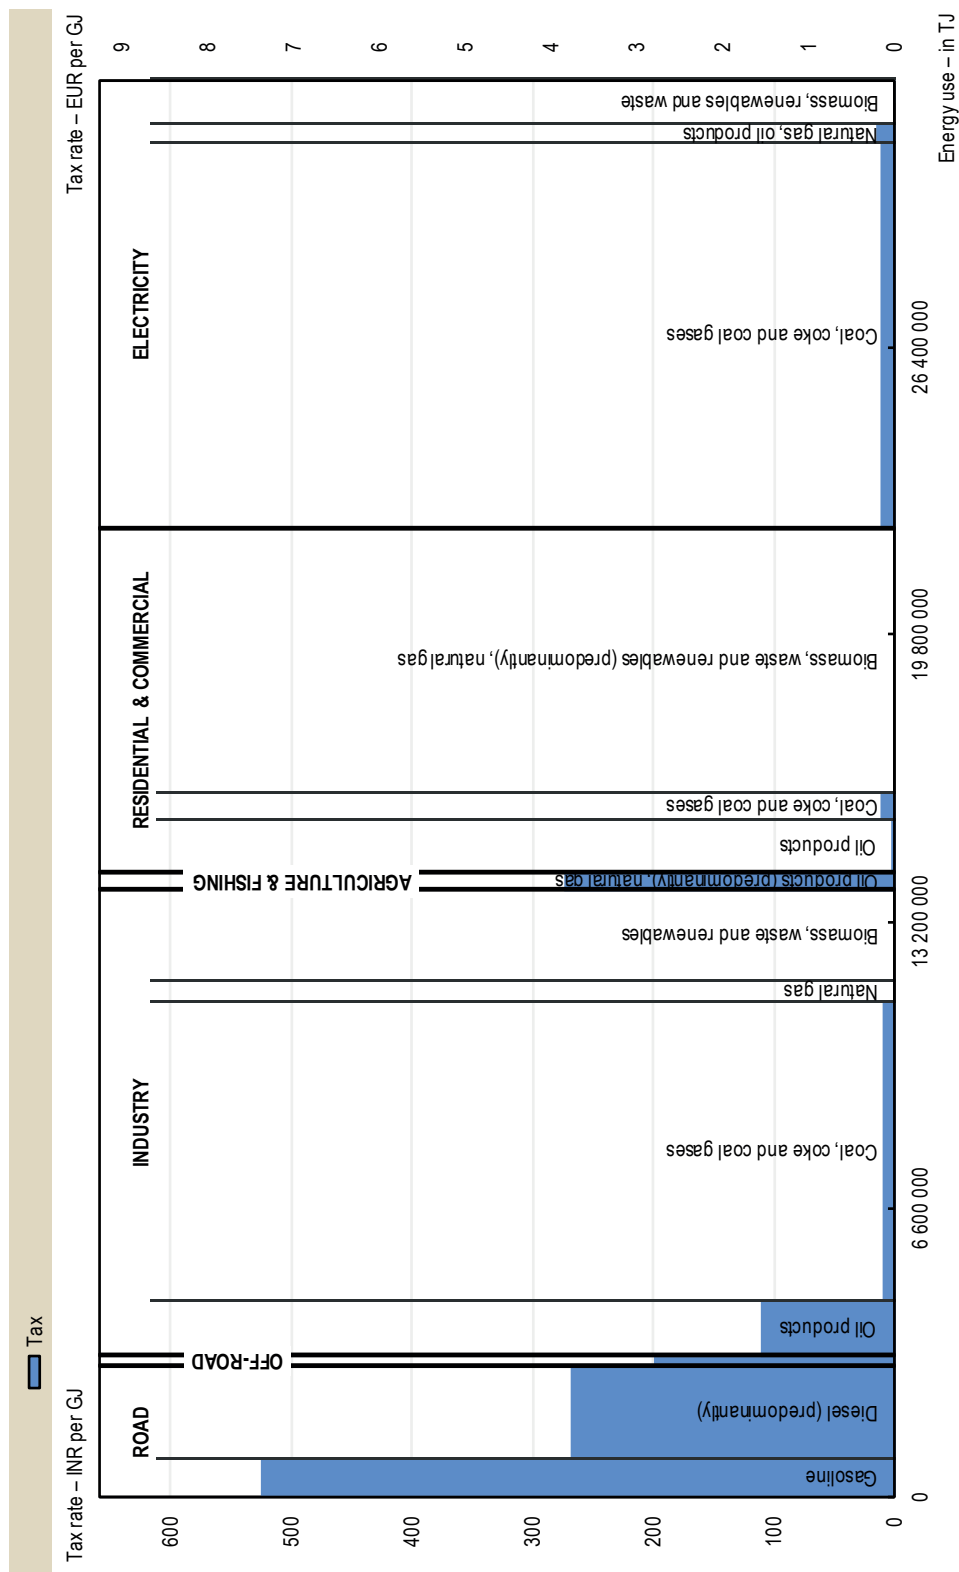 Tax
Tax rate – INR per GJ
Tax rate – EUR per GJ
ROAD
OFF-ROAD
INDUSTRY
AGRICULTURE & FISHING
RESIDENTIAL & COMMERCIAL
ELECTRICITY
600
500
400
300
200
100
0
9
8
7
6
5
4
3
2
1
0
Gasoline
Diesel (predominantly)
Oil products
Coal, coke and coal gases
Natural gas
Biomass, waste and renewables
Oil products (predominantly), natural gas
Oil products
Coal, coke and coal gases
Biomass, waste and renewables (predominantly), natural gas
Coal, coke and coal gases
Natural gas, oil products
Biomass, renewables and waste
0
6 600 000
13 200 000
19 800 000
26 400 000
Energy use – in TJ